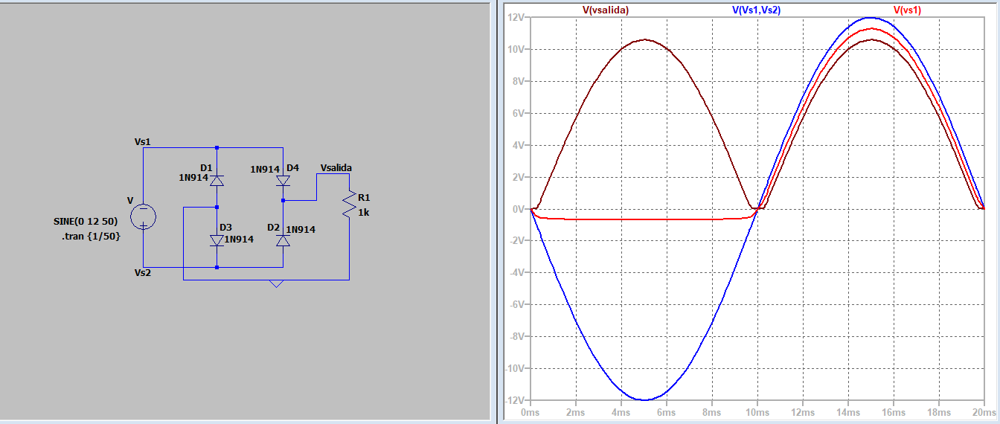 Vs1
D1
1N914
1N914
D4
Vsalida
V
R1
1k
SINE(0 12 50)
.tran {1/50}
D3
1N914
D2
1N914
Vs2
V(vsalida)
V(Vs1,Vs2)
V(vs1)
12V
10V
8V
6V
4V
2V
0V
-2V
-4V
-6V
-8V
-10V
-12V
0ms
2ms
4ms
6ms
8ms
10ms
12ms
14ms
16ms
18ms
20ms